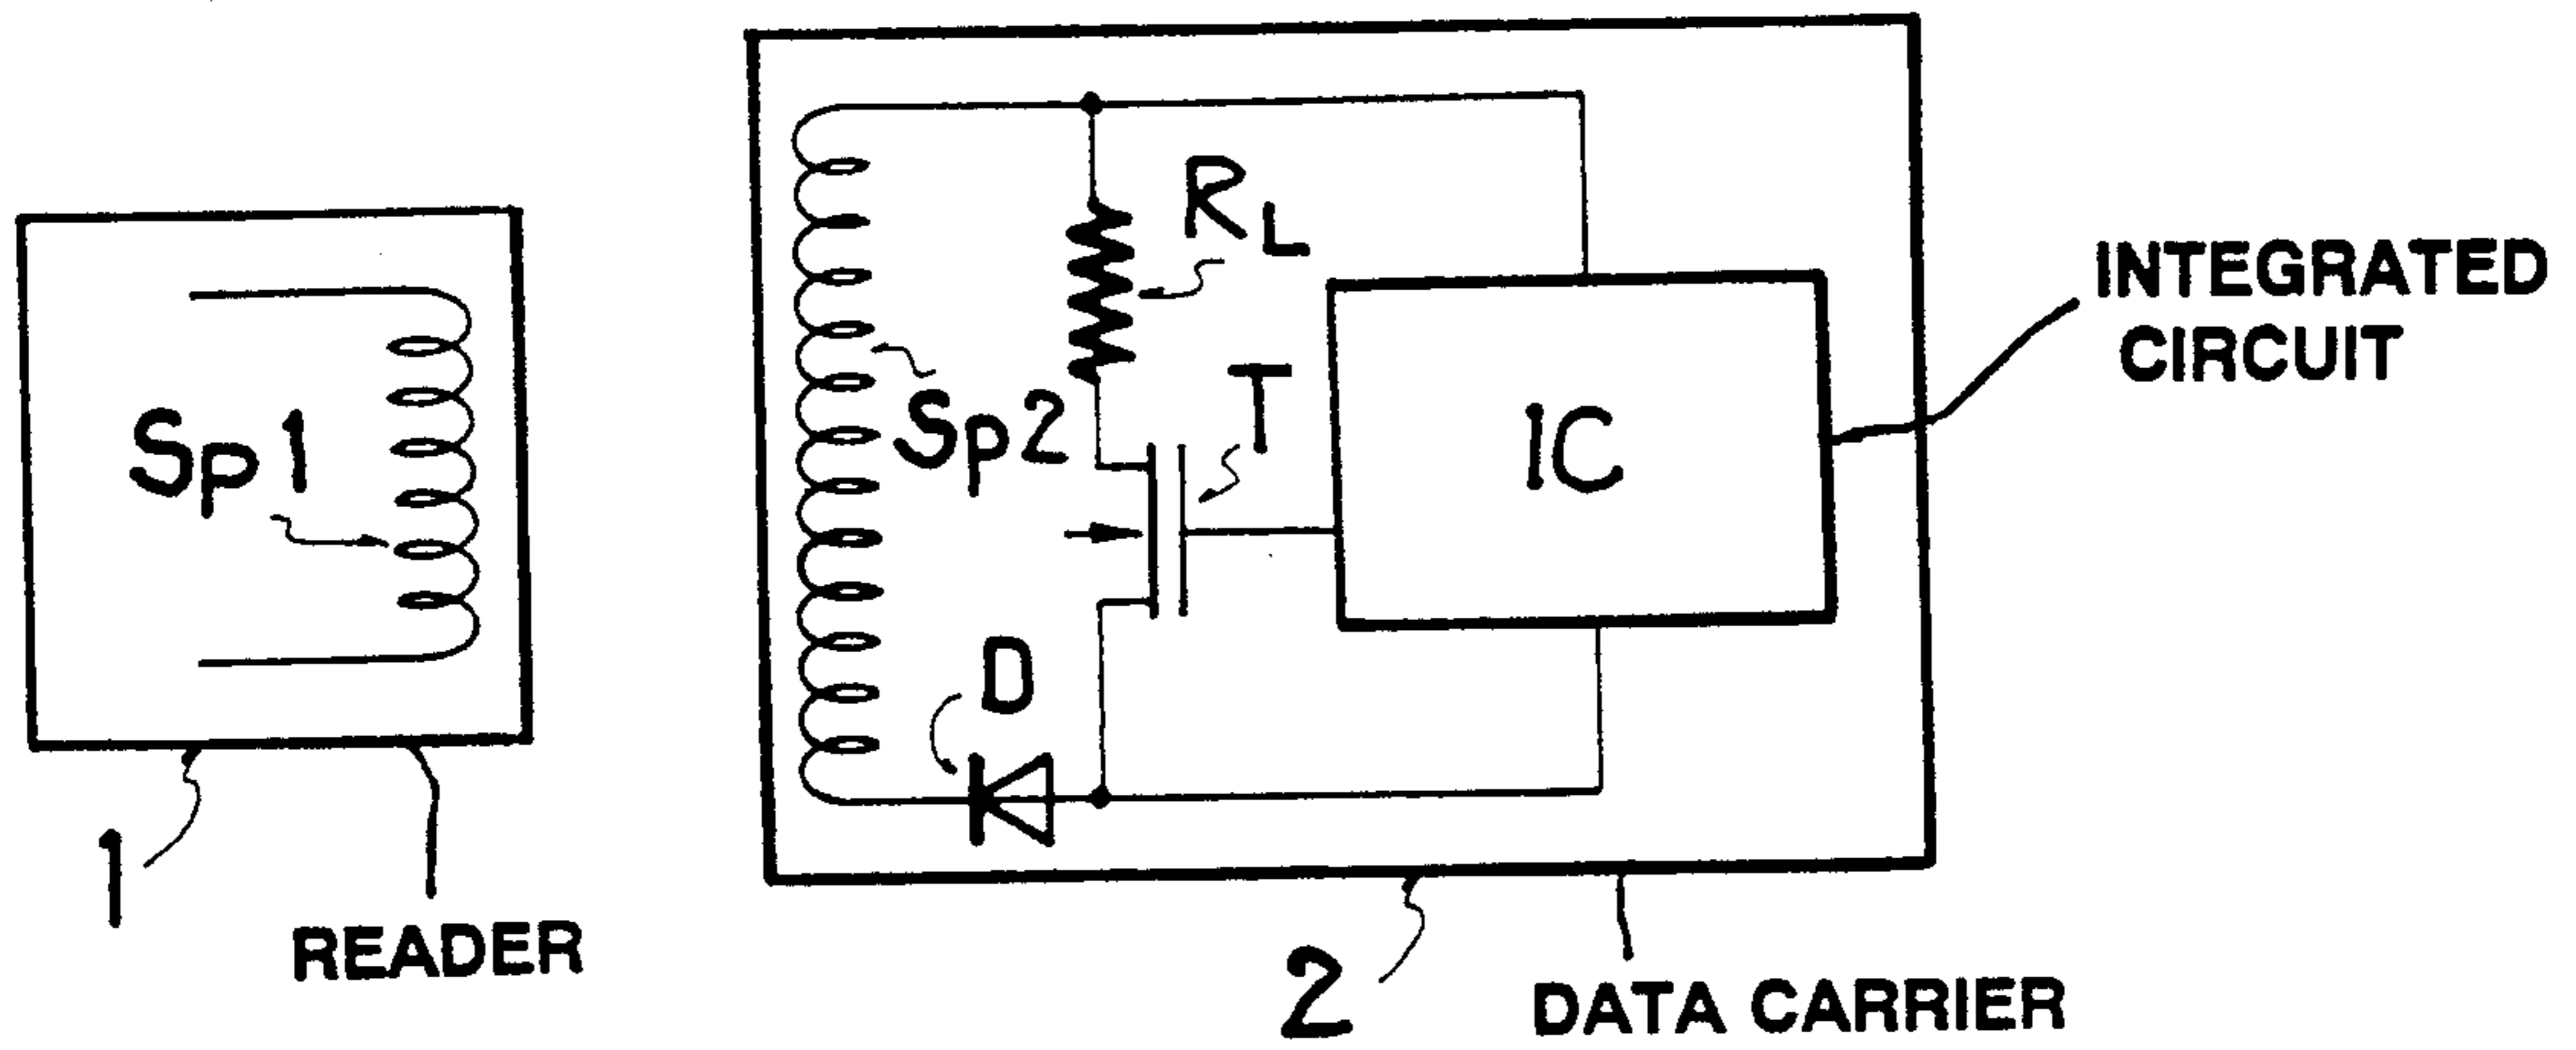 Sp1
1
READER
RL
Sp2
T
D
IC
INTEGRATED
CIRCUIT
2
DATA CARRIER